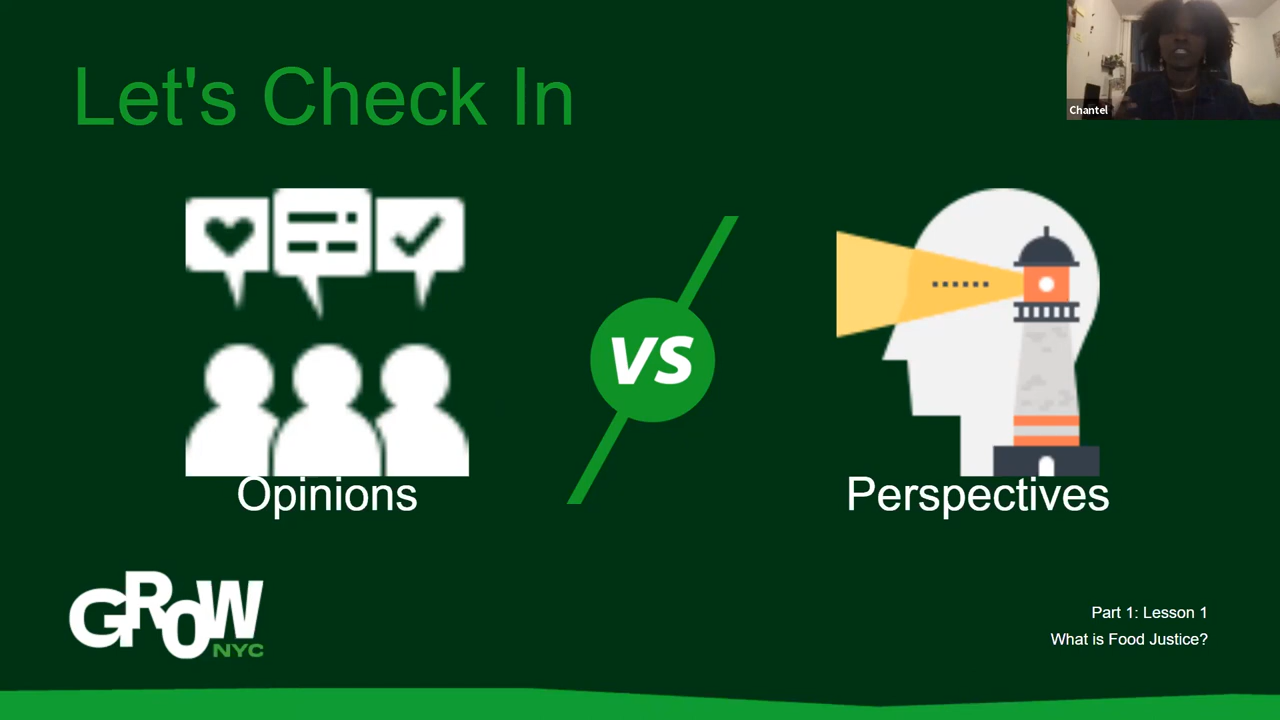 Let's Check In
Chantel
VS
Opinions
Perspectives
GROW
NYC
Part 1: Lesson 1
What is Food Justice?